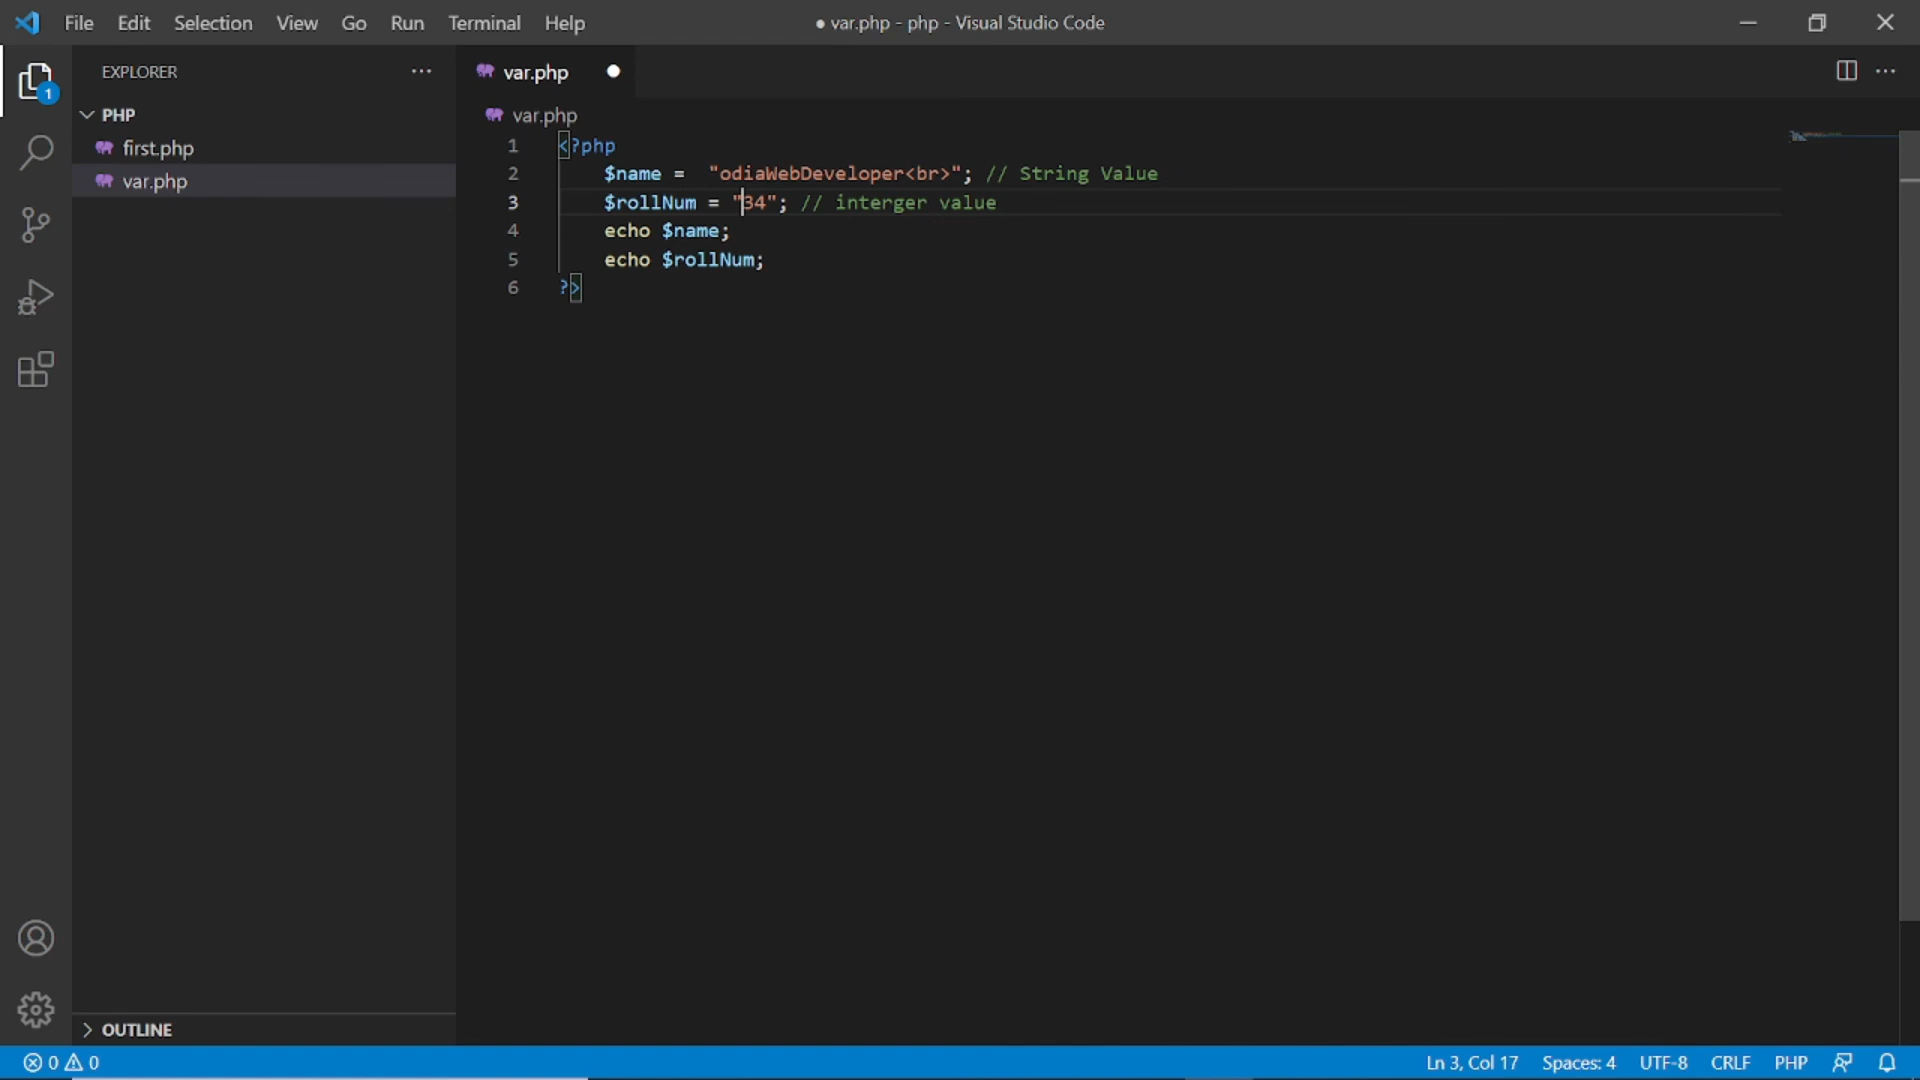 File Edit Selection View Go Run Terminal Help
● var.php - php - Visual Studio Code
EXPLORER
1
PHP
first.php
var.php
OUTLINE
var.php
var.php
1 <?php
2 $name =  "odiaWebDeveloper<br>"; // String Value
3 $rollNum = "34"; // interger value
4 echo $name;
5 echo $rollNum;
6 ?>
0 0
Ln 3, Col 17 Spaces: 4 UTF-8 CRLF PHP